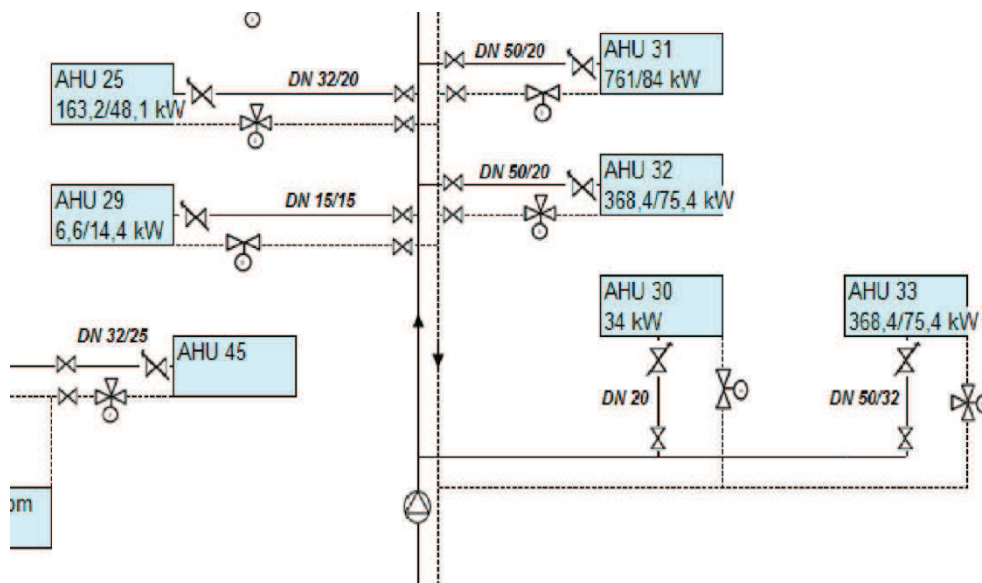 AHU 25
163,2/48,1 kW
DN 32/20
DN 50/20
AHU 31
761/84 kW
AHU 29
6,6/14,4 kW
DN 15/15
DN 50/20
AHU 32
368,4/75,4 kW
AHU 30
34 kW
AHU 33
368,4/75,4 kW
DN 32/25
AHU 45
DN 20
DN 50/32
om